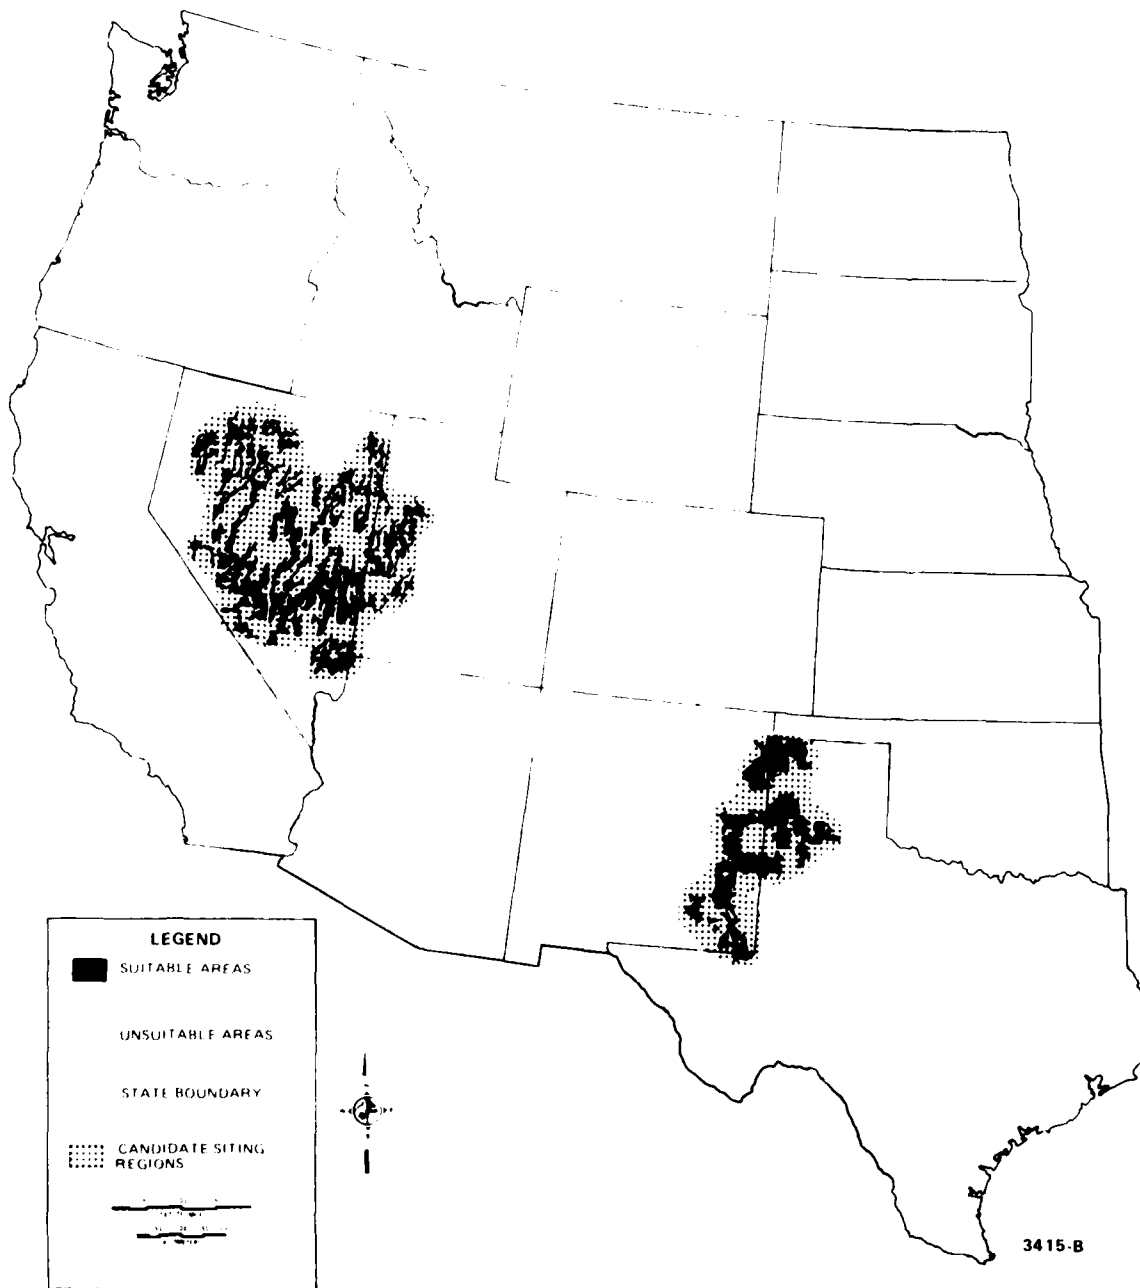 LEGEND
SUITABLE AREAS
UNSUITABLE AREAS
STATE BOUNDARY
CANDIDATE SITING
REGIONS
3415-B